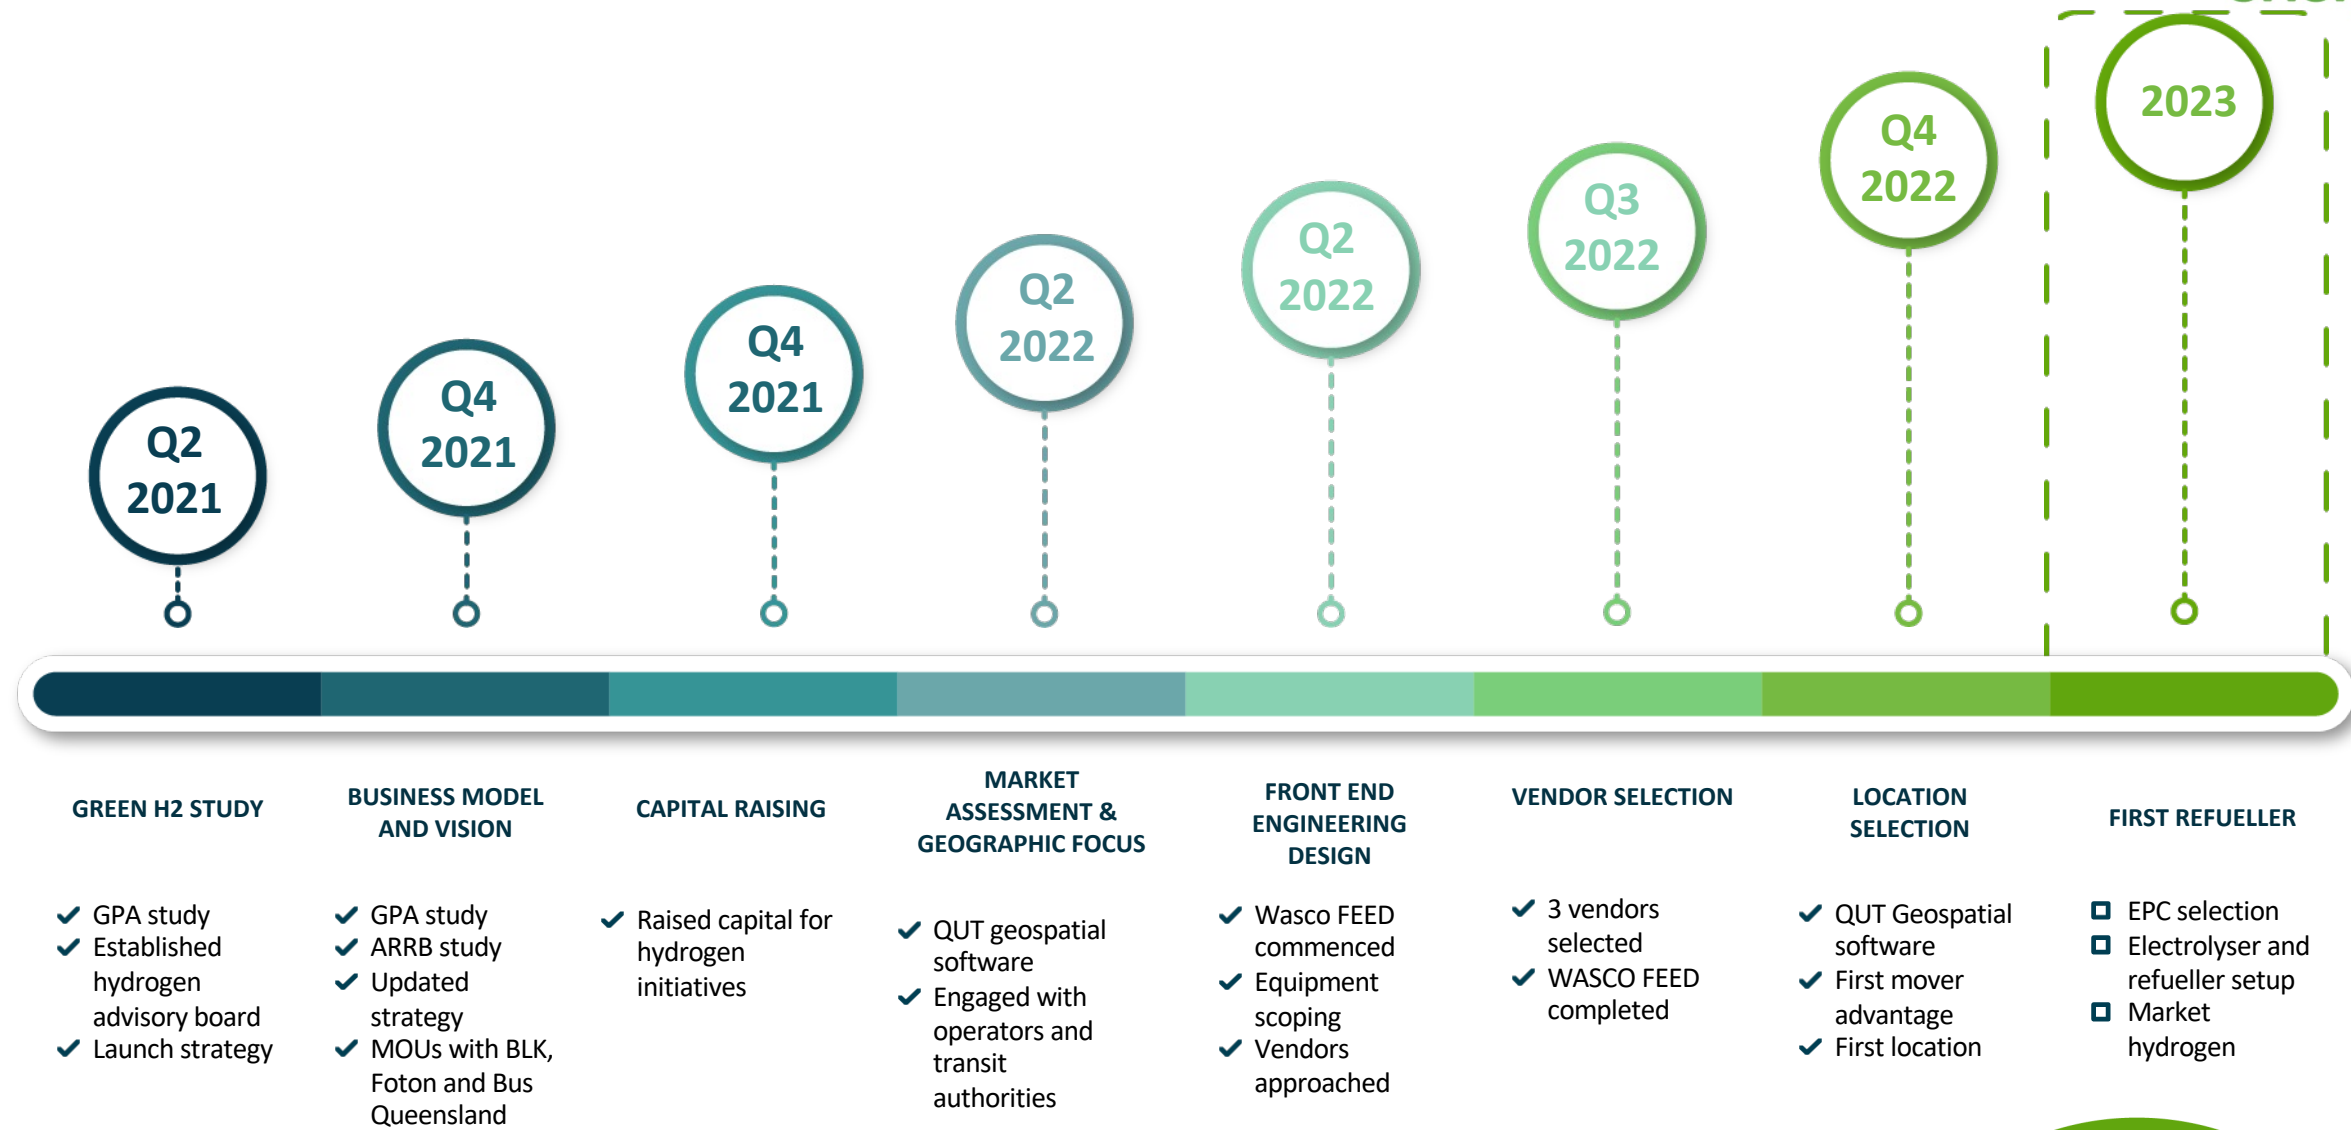 Q2
2021
Q4
2021
Q4
2021
Q2
2022
Q2
2022
Q3
2022
Q4
2022
2023
GREEN H2 STUDY
GPA study
Established
hydrogen
advisory board
Launch strategy
BUSINESS MODEL
AND VISION
GPA study
ARRB study
Updated
strategy
MOUs with BLK,
Foton and Bus
Queensland
CAPITAL RAISING
Raised capital for
hydrogen
initiatives
MARKET
ASSESSMENT &
GEOGRAPHIC FOCUS
QUT geospatial
software
Engaged with
operators and
transit
authorities
FRONT END
ENGINEERING
DESIGN
Wasco FEED
commenced
Equipment
scoping
Vendors
approached
VENDOR SELECTION
3 vendors
selected
WASCO FEED
completed
LOCATION
SELECTION
QUT Geospatial
software
First mover
advantage
First location
FIRST REFUELLER
EPC selection
Electrolyser and
refueller setup
Market
hydrogen